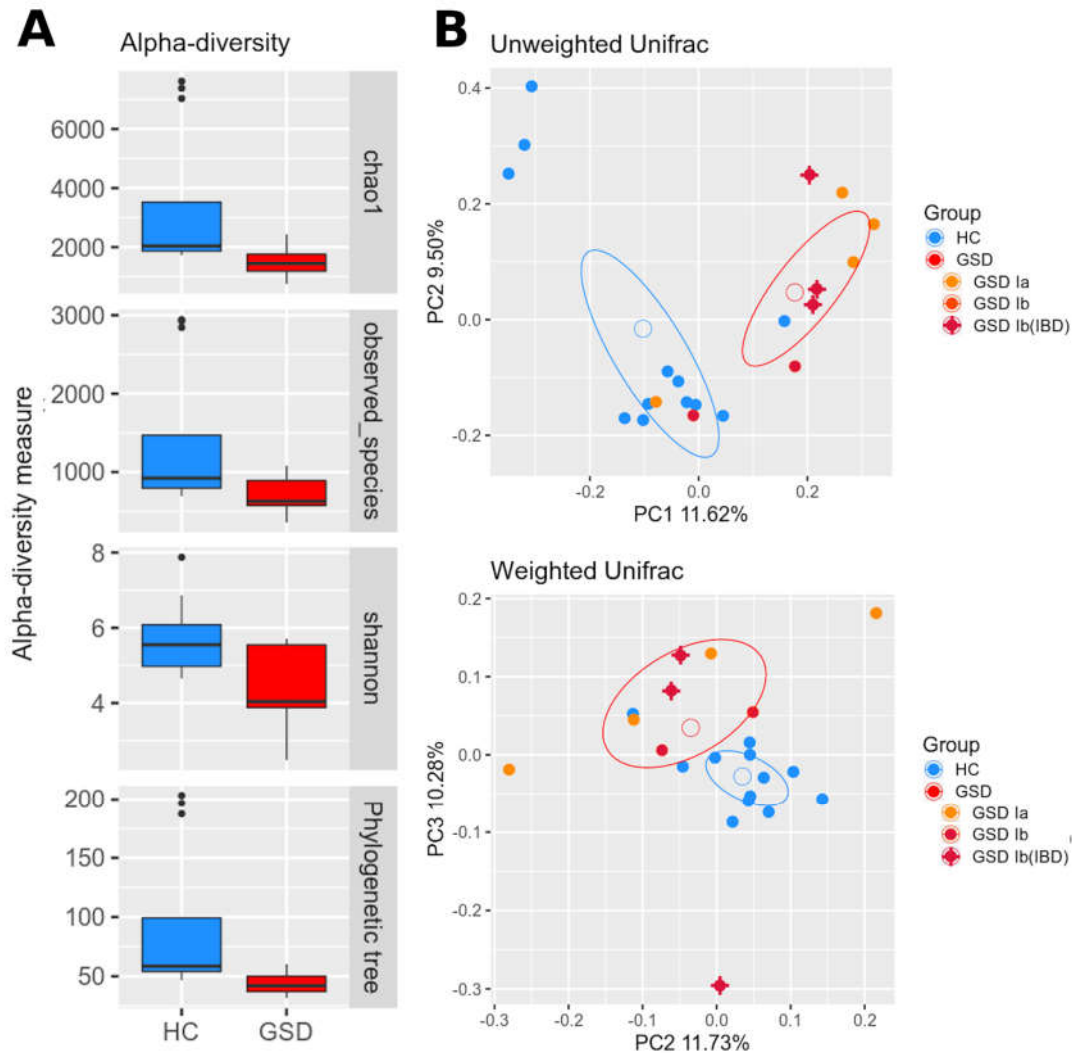 A
Alpha-diversity
Alpha-diversity measure
6000
4000
2000
chao1
3000
2000
1000
observed_species
8
6
4
shannon
200
150
100
50
Phylogenetic tree
HC
GSD
B
Unweighted Unifrac
PC2 9.50%
0.4
0.2
0.0
-0.2
-0.2
0.0
0.2
PC1 11.62%
Group
HC
GSD
GSD Ia
GSD Ib
GSD Ib(IBD)
Weighted Unifrac
PC3 10.28%
0.2
0.1
0.0
-0.1
-0.2
-0.3
-0.3
-0.2
-0.1
0.0
0.1
0.2
PC2 11.73%
Group
HC
GSD
GSD Ia
GSD Ib
GSD Ib(IBD)